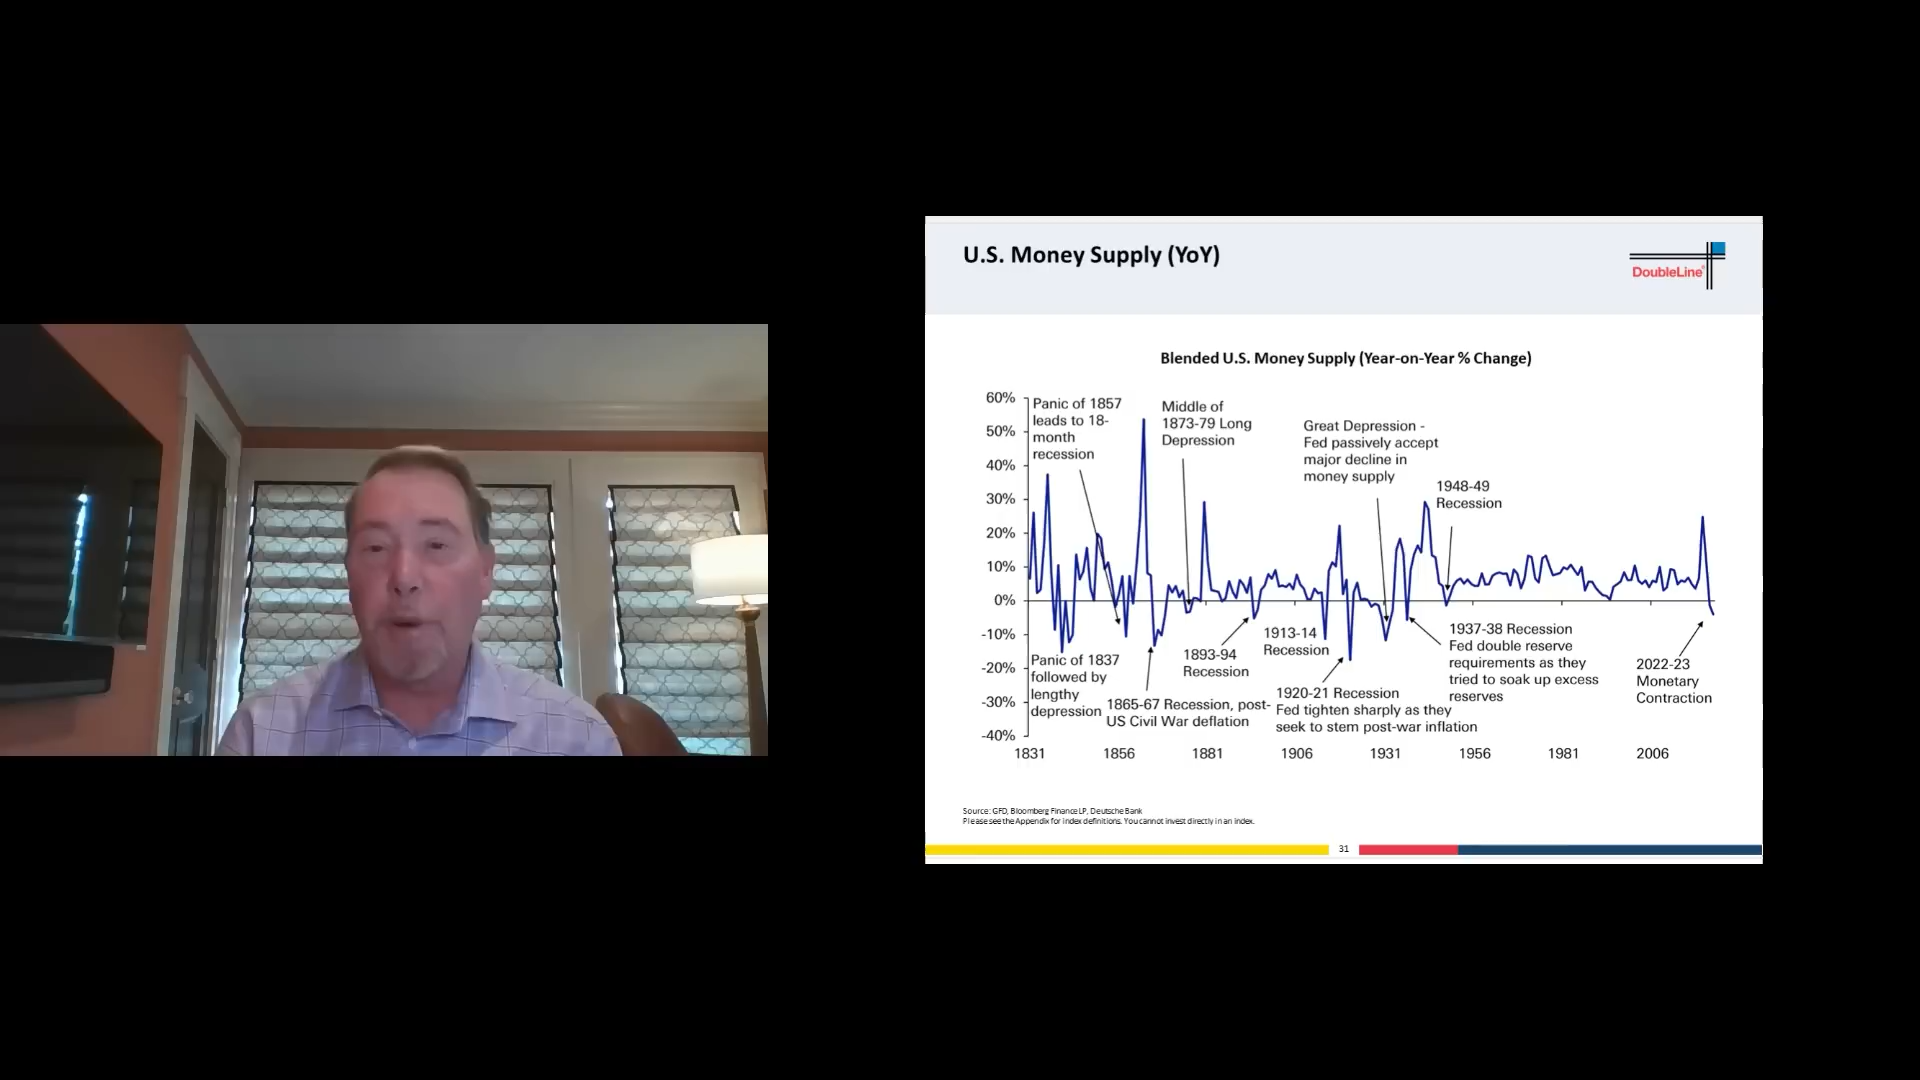 U.S. Money Supply (YoY)
DoubleLine®
Blended U.S. Money Supply (Year-on-Year % Change)
60%
50%
40%
30%
20%
10%
0%
-10%
-20%
-30%
-40%
Panic of 1857
leads to 18-
month
recession
Middle of
1873-79 Long
Depression
Great Depression -
Fed passively accept
major decline in
money supply
1948-49
Recession
Panic of 1837
followed by
lengthy
depression
1865-67 Recession, post-
US Civil War deflation
1893-94
Recession
1913-14
Recession
1920-21 Recession
Fed tighten sharply as they
seek to stem post-war inflation
1937-38 Recession
Fed double reserve
requirements as they
tried to soak up excess
reserves
2022-23
Monetary
Contraction
1831 1856 1881 1906 1931 1956 1981 2006
Source: GFD, Bloomberg Finance LP, Deutsche Bank
Please see the Appendix for index definitions. You cannot invest directly in an index.
31